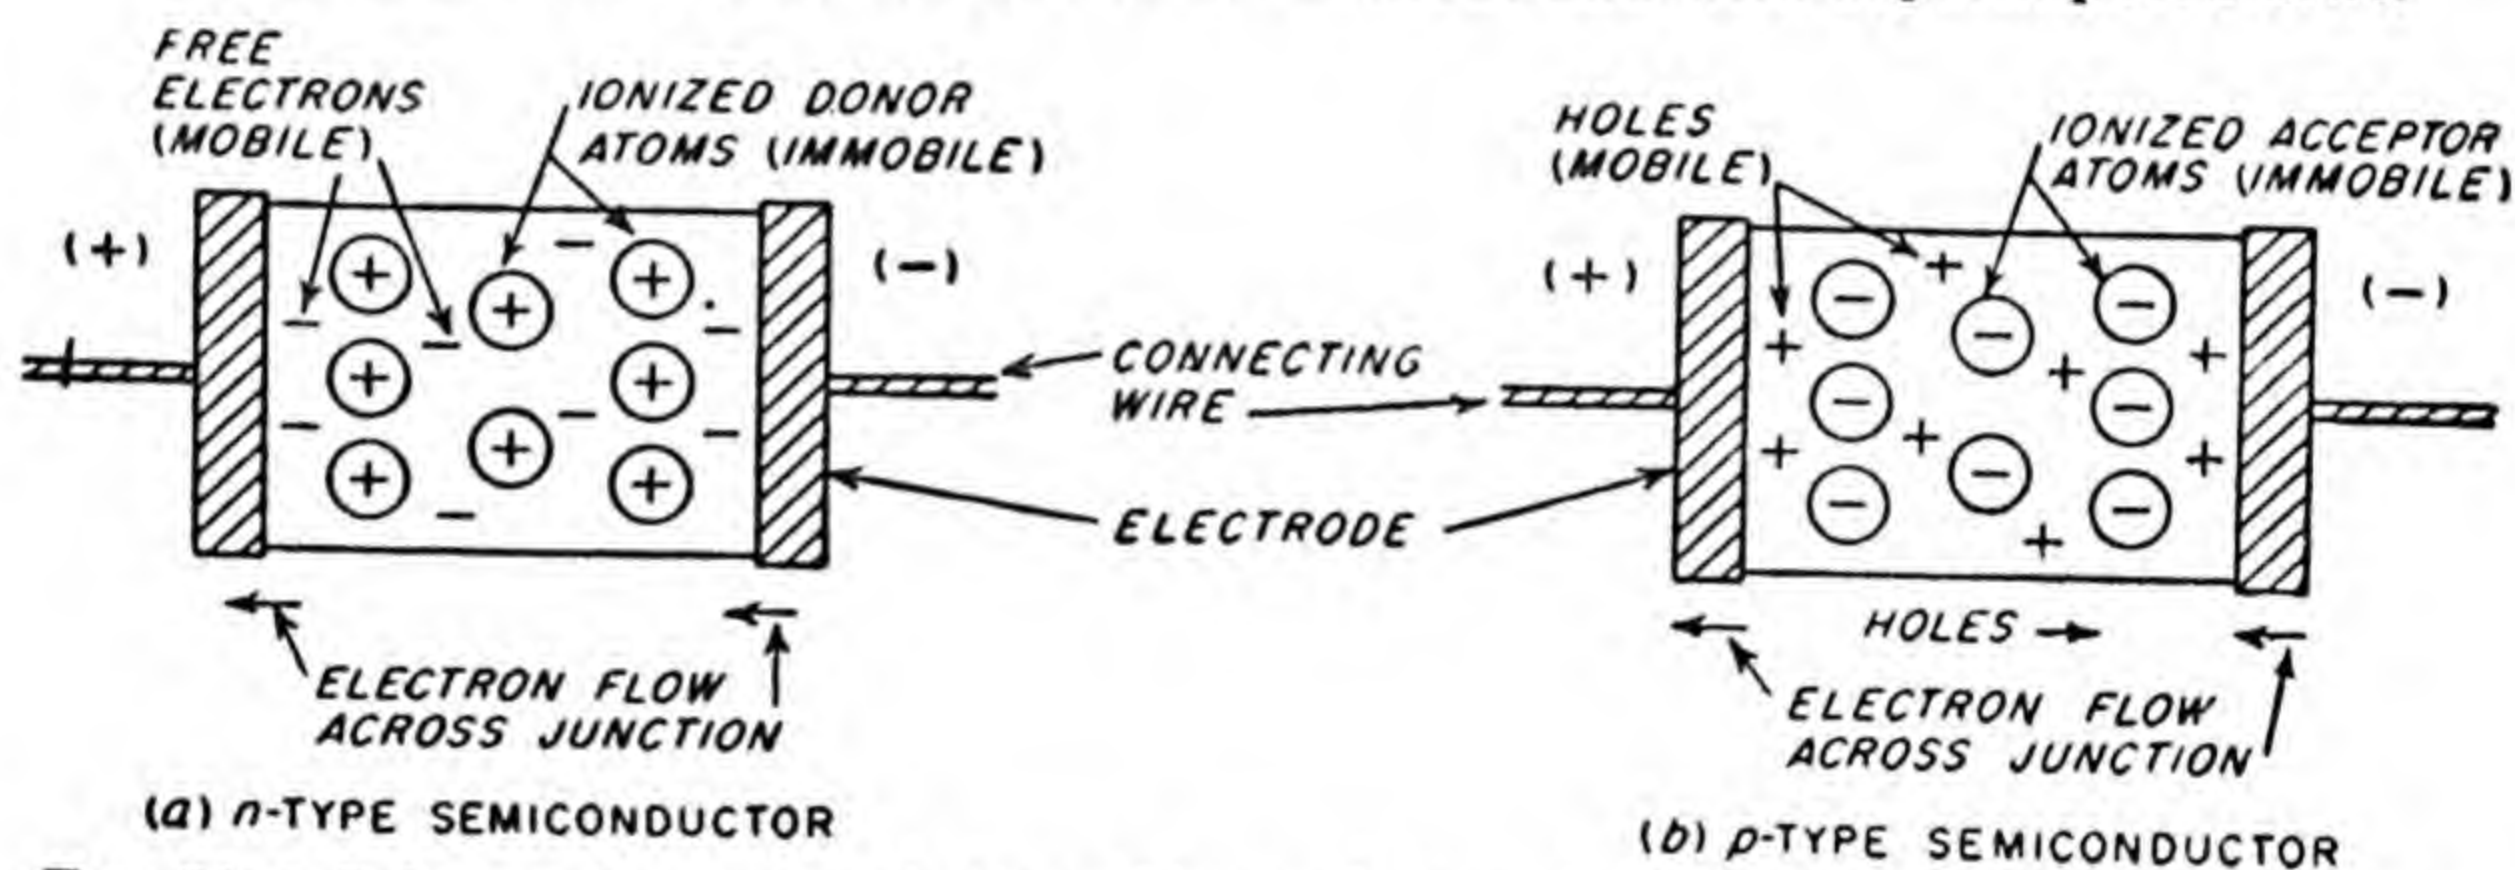 FREE
ELECTRONS
(MOBILE)
IONIZED DONOR
ATOMS (IMMOBILE)
(+)
(-)
HOLES
(MOBILE)
IONIZED ACCEPTOR
ATOMS (IMMOBILE)
(+)
(-)
CONNECTING
WIRE
ELECTRODE
ELECTRON FLOW
ACROSS JUNCTION
HOLES
ELECTRON FLOW
ACROSS JUNCTION
(a) n-TYPE SEMICONDUCTOR
(b) p-TYPE SEMICONDUCTOR